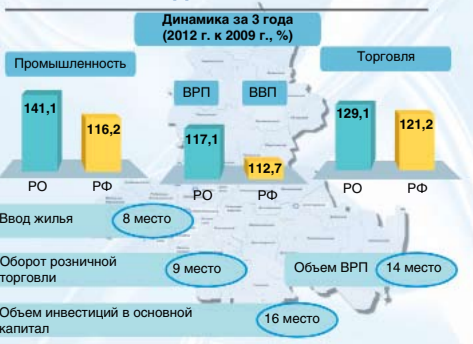 Динамика за 3 года
(2012 г. к 2009 г., %)
Промышленность
ВРП
ВВП
Торговля
141,1
116,2
117,1
112,7
129,1
121,2
РО
РФ
РО
РФ
РО
РФ
Ввод жилья
8 место
Оборот розничной
торговли
9 место
Объем ВРП
14 место
Объем инвестиций в основной
капитал
16 место